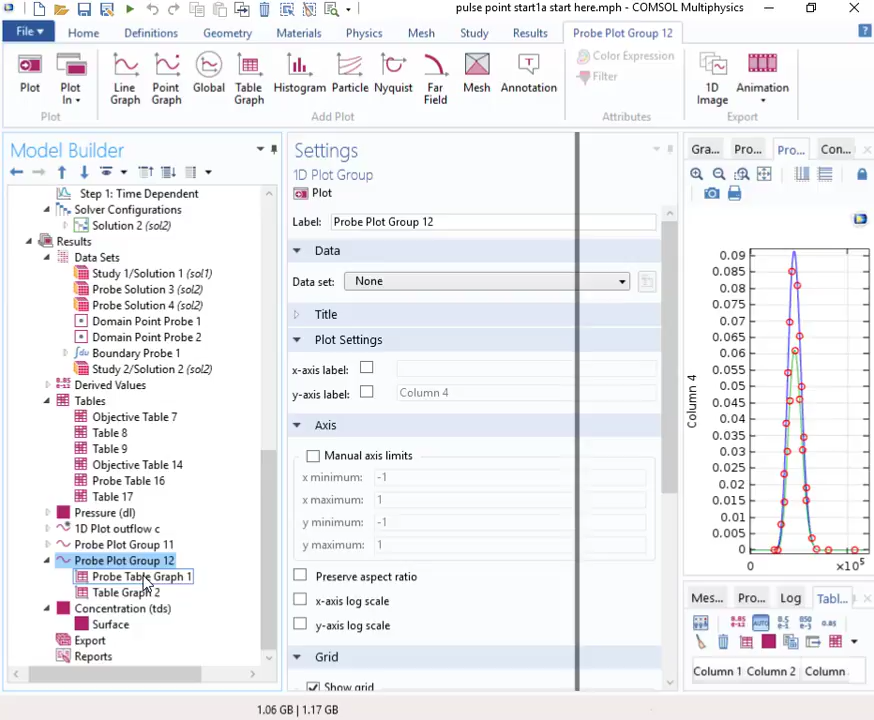 pulse point start1a start here.mph - COMSOL Multiphysics
File Home Definitions Geometry Materials Physics Mesh Study Results Probe Plot Group 12
Plot
Plot In
Line Graph
Point Graph
Global
Table Graph
Histogram
Particle
Nyquist
Far Field
Mesh
Annotation
Color Expression
Filter
1D Image
Animation
Plot
Add Plot
Attributes
Export
Model Builder
Step 1: Time Dependent
Solver Configurations
Solution 2 (sol2)
Results
Data Sets
Study 1/Solution 1 (sol1)
Probe Solution 3 (sol2)
Probe Solution 4 (sol2)
Domain Point Probe 1
Domain Point Probe 2
Boundary Probe 1
Study 2/Solution 2 (sol2)
Derived Values
Tables
Objective Table 7
Table 8
Table 9
Objective Table 14
Probe Table 16
Table 17
Pressure (dl)
1D Plot outflow c
Probe Plot Group 11
Probe Plot Group 12
Probe Table Graph 1
Table Graph 2
Concentration (tds)
Surface
Export
Reports
Settings
1D Plot Group
Plot
Label: Probe Plot Group 12
Data
Data set: None
Title
Plot Settings
x-axis label:
y-axis label: Column 4
Axis
Manual axis limits
x minimum: -1
x maximum: 1
y minimum: -1
y maximum: 1
Preserve aspect ratio
x-axis log scale
y-axis log scale
Grid
Show grid
Gra... Pro... Pro... Con...
0.09
0.085
0.08
0.075
0.07
0.065
0.06
0.055
0.05
0.045
0.04
0.035
0.03
0.025
0.02
0.015
0.01
0.005
0
Column 4
0 ×10⁵
Mes... Pro... Log Tabl...
AUTO 8.5 850 0.85
e-12 e-1 e-3
Column 1 Column 2 Column
1.06 GB | 1.17 GB